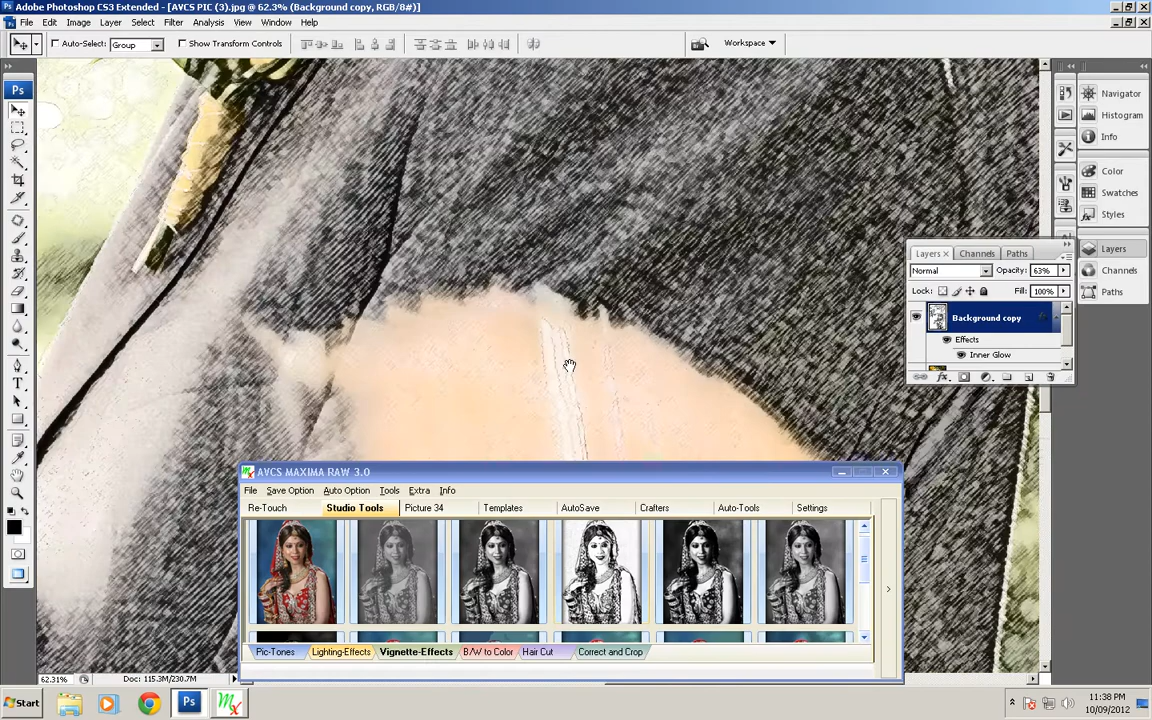 Adobe Photoshop CS3 Extended - [AVCS PIC (3).jpg @ 62.3% (Background copy, RGB/8#)]
File Edit Image Layer Select Filter Analysis View Window Help
Auto-Select: Group Show Transform Controls Workspace
Ps
Navigator
Histogram
Info
Color
Swatches
Styles
Layers
Channels
Paths
Layers Channels Paths
Normal Opacity: 63%
Lock: Fill: 100%
Background copy
Effects
Inner Glow
AVCS MAXIMA RAW 3.0
File Save Option Auto Option Tools Extra Info
Re-Touch Studio Tools Picture 34 Templates AutoSave Crafters Auto-Tools Settings
Pic-Tones Lighting-Effects Vignette-Effects B/W to Color Hair Cut Correct and Crop
62.31% Doc: 115.3M/230.7M
Start Ps 11:38 PM
10/09/2012